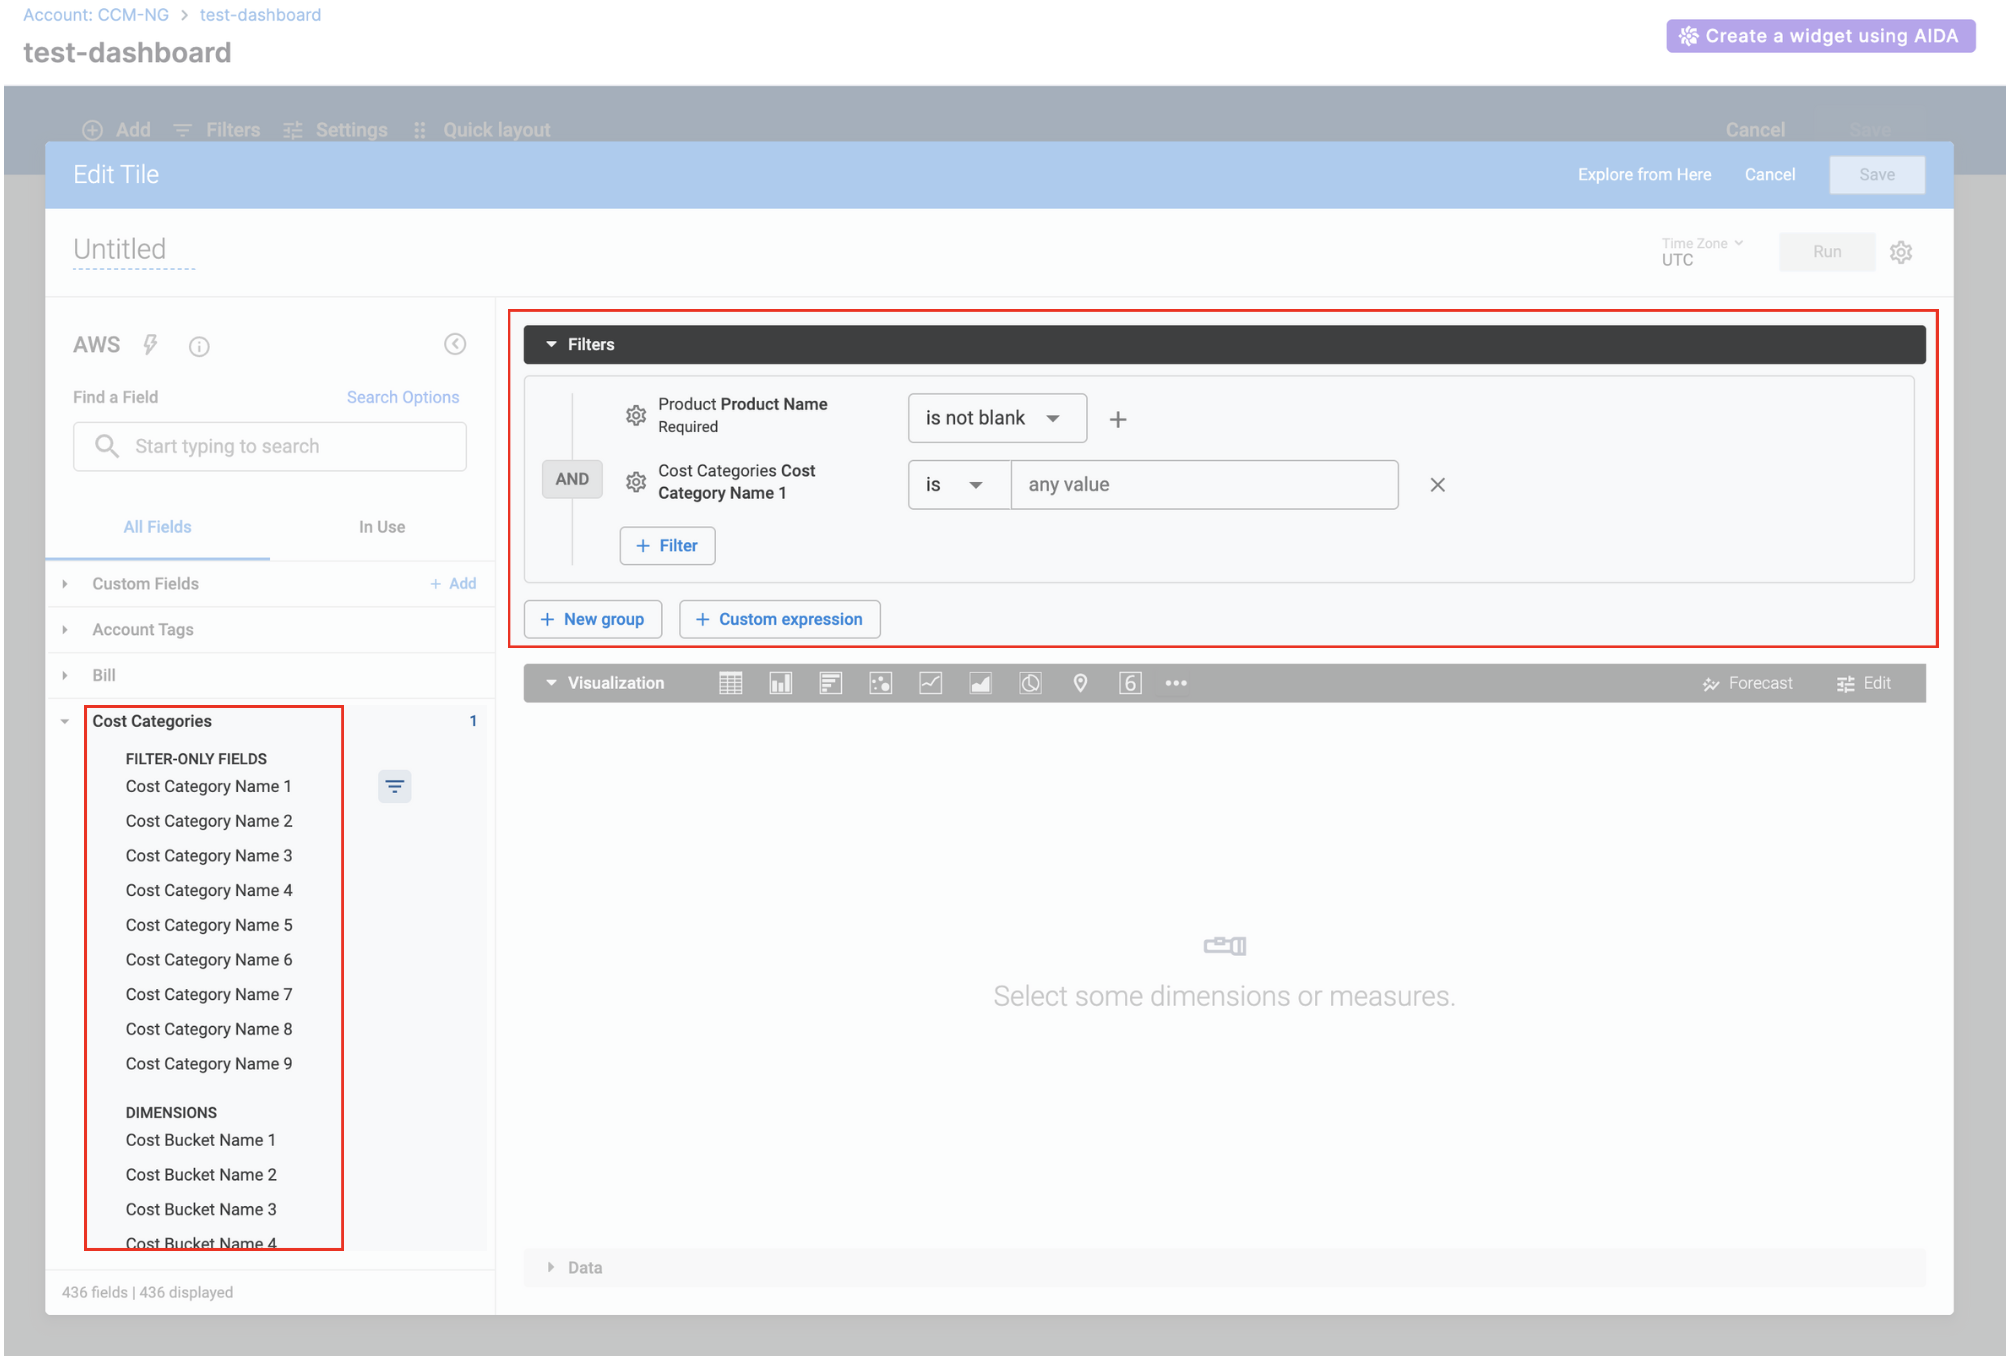 Account: CCM-NG > test-dashboard
test-dashboard
Create a widget using AIDA
Add Filters Settings Quick layout Cancel Save
Edit Tile Explore from Here Cancel Save
Untitled
Time Zone
UTC
Run
AWS
Find a Field Search Options
Start typing to search
All Fields In Use
Custom Fields + Add
Account Tags
Bill
Cost Categories 1
FILTER-ONLY FIELDS
Cost Category Name 1
Cost Category Name 2
Cost Category Name 3
Cost Category Name 4
Cost Category Name 5
Cost Category Name 6
Cost Category Name 7
Cost Category Name 8
Cost Category Name 9
DIMENSIONS
Cost Bucket Name 1
Cost Bucket Name 2
Cost Bucket Name 3
Cost Bucket Name 4
436 fields | 436 displayed
Filters
Product Product Name
Required
is not blank +
AND
Cost Categories Cost
Category Name 1
is any value
+ Filter
+ New group + Custom expression
Visualization 6 Forecast Edit
Select some dimensions or measures.
Data